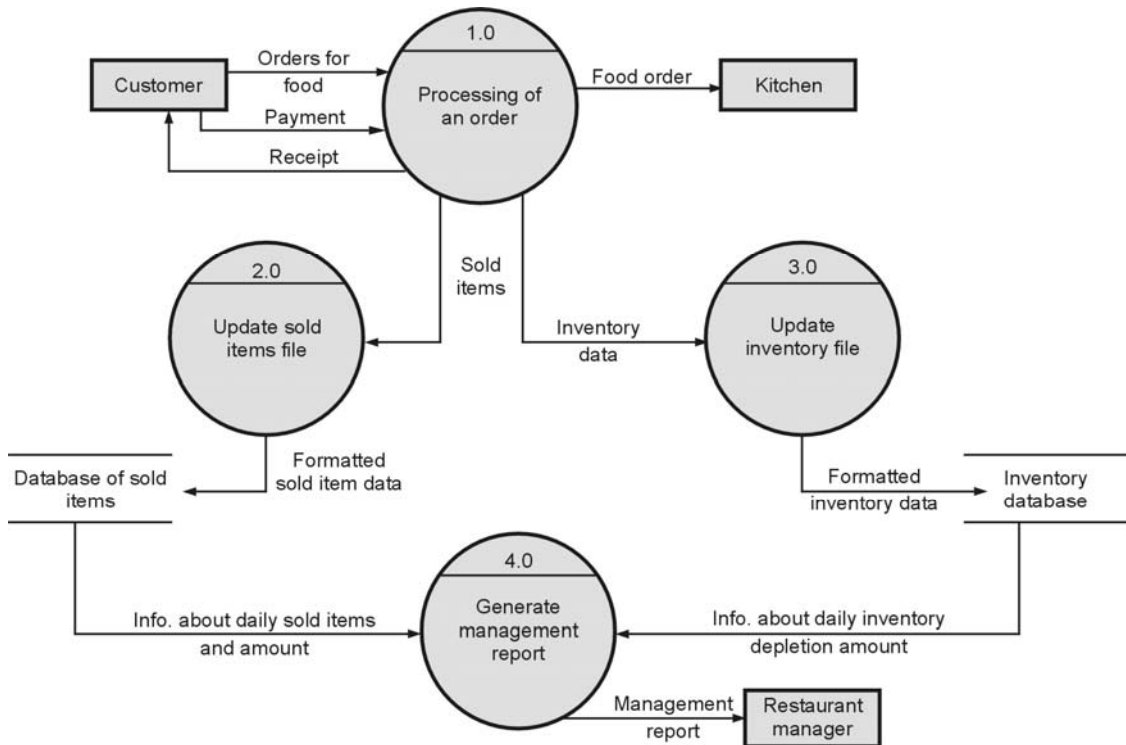 1.0
Orders for
food
Customer
Processing of
an order
Food order
Kitchen
Payment
Receipt
2.0
Sold
items
3.0
Update sold
items file
Inventory
data
Update
inventory file
Database of sold
items
Formatted
sold item data
Formatted
inventory data
Inventory
database
4.0
Generate
management
report
Info. about daily sold items
and amount
Info. about daily inventory
depletion amount
Management
report
Restaurant
manager